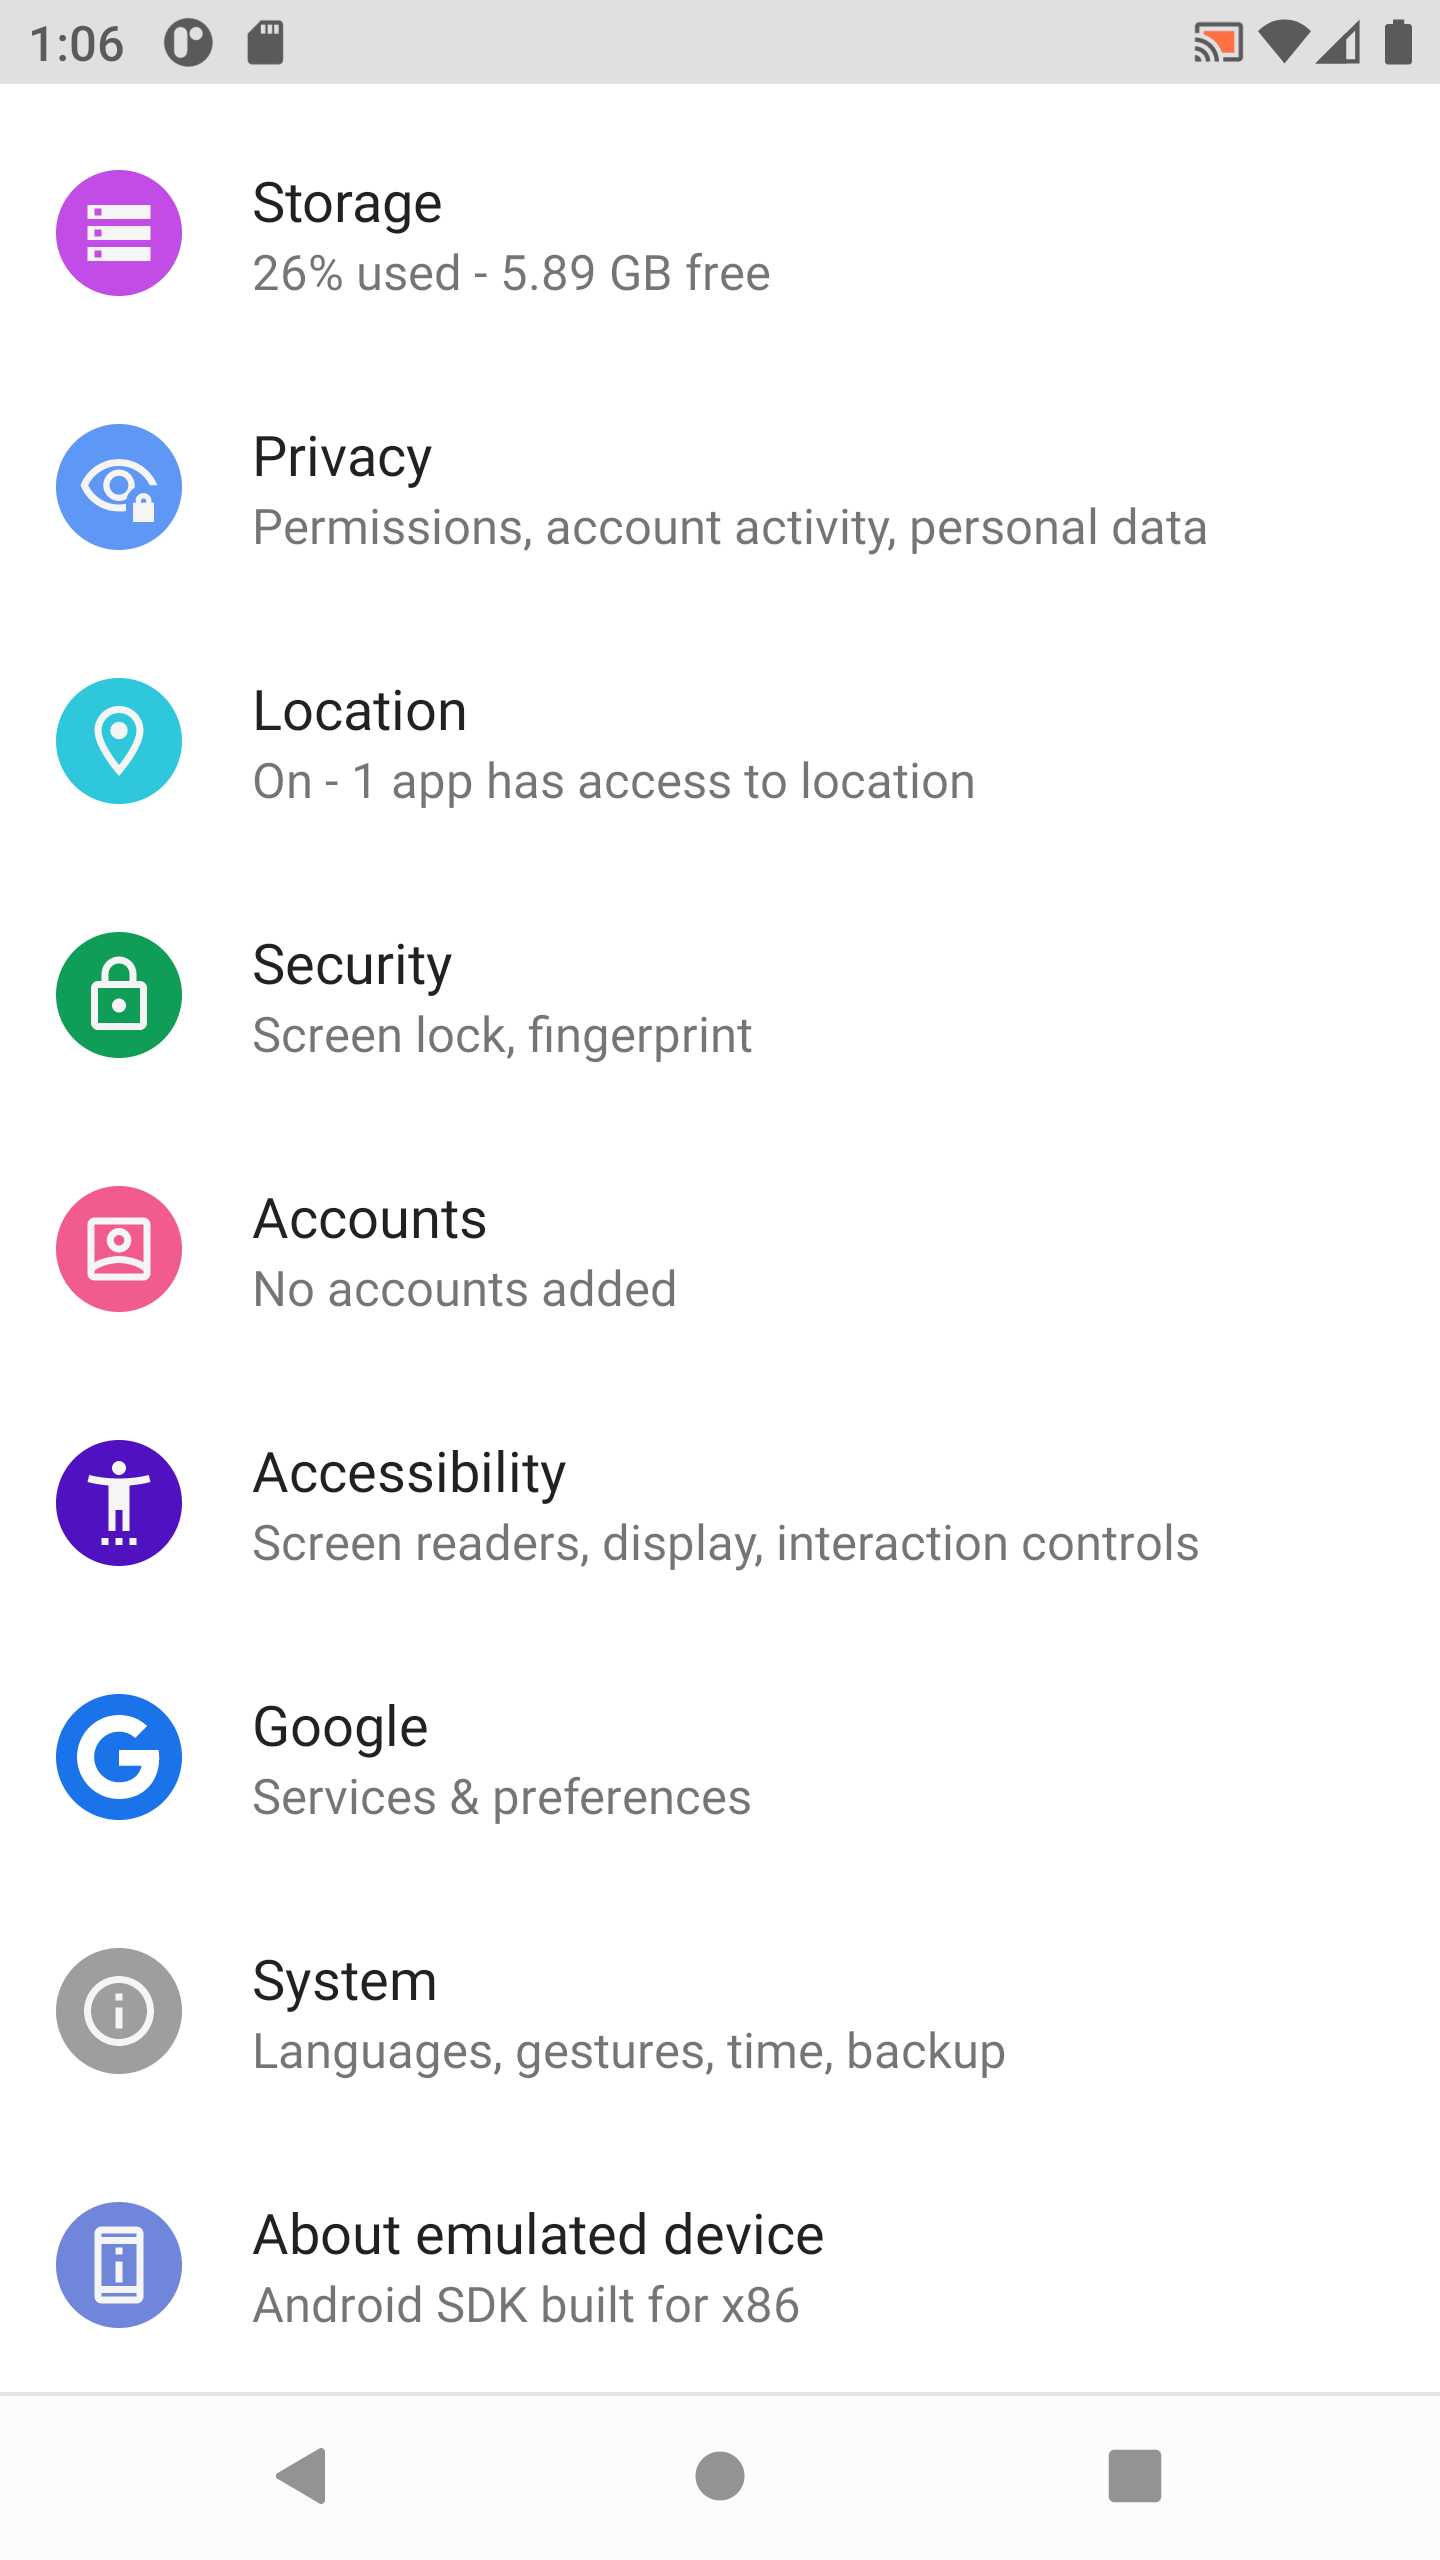 1:06
Storage
26% used - 5.89 GB free
Privacy
Permissions, account activity, personal data
Location
On - 1 app has access to location
Security
Screen lock, fingerprint
Accounts
No accounts added
Accessibility
Screen readers, display, interaction controls
Google
Services & preferences
System
Languages, gestures, time, backup
About emulated device
Android SDK built for x86